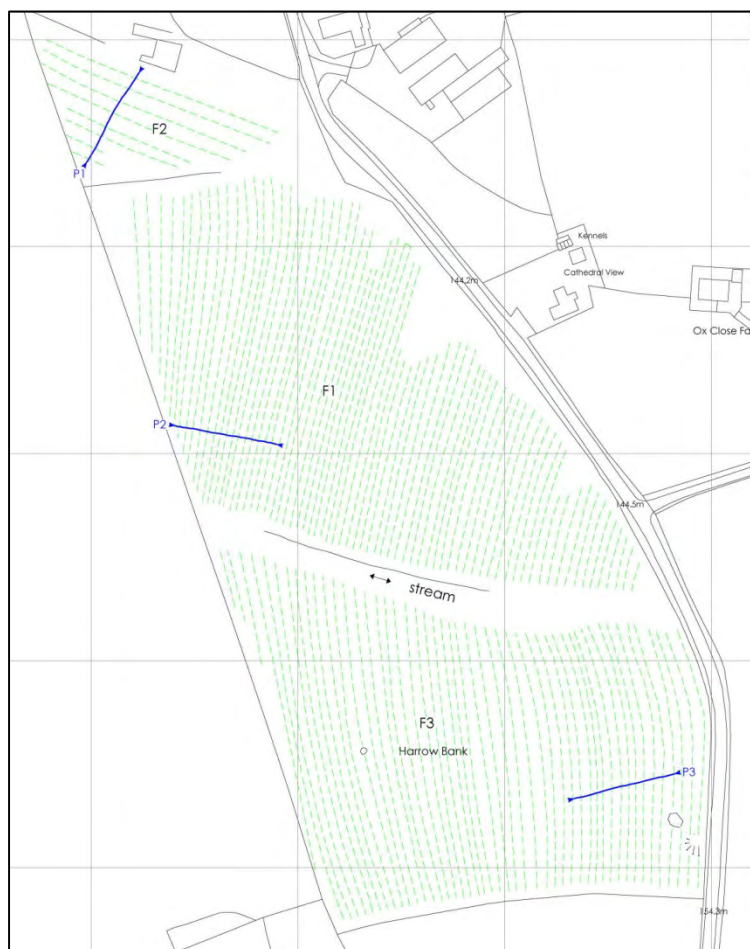 F2
P1
Kennels
Cathedral View
144.2m
Ox Close Fa
F1
P2
144.5m
stream
F3
Harrow Bank
P3
154.3m